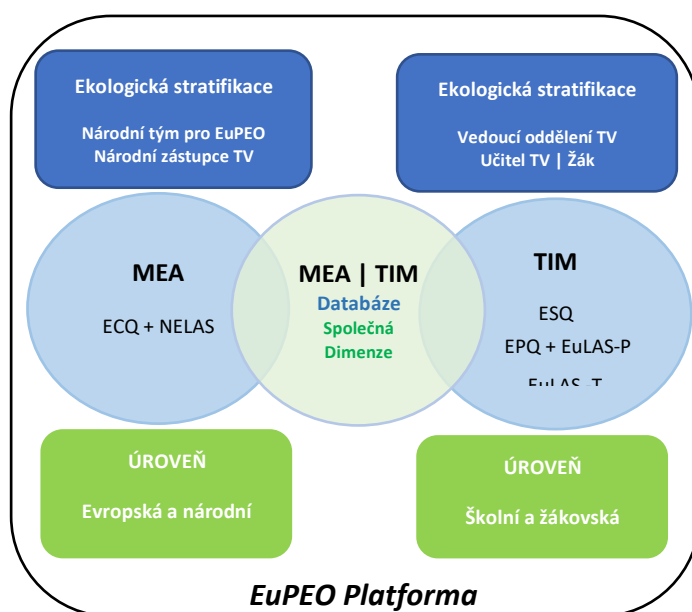 Ekologická stratifikace
Národní tým pro EuPEO
Národní zástupce TV
Ekologická stratifikace
Vedoucí oddělení TV
Učitel TV | Žák
MEA
ECQ + NELAS
MEA | TIM
Databáze
Společná
Dimenze
TIM
ESQ
EPQ + EuLAS-P
ÚROVEŇ
Evropská a národní
ÚROVEŇ
Školní a žákovská
EuPEO Platforma